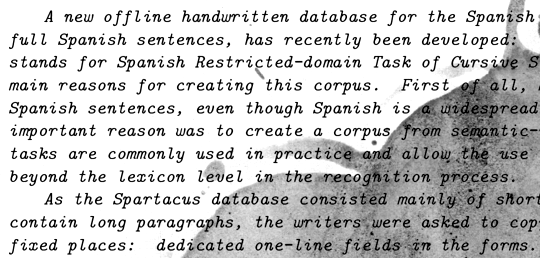 A new offline handwritten database for the Spanish
full Spanish sentences, has recently been developed:
stands for Spanish Restricted-domain Task of Cursive S
main reasons for creating this corpus. First of all,
Spanish sentences, even though Spanish is a widespread
important reason was to create a corpus from semantic-
tasks are commonly used in practice and allow the use
beyond the lexicon level in the recognition process.
As the Spartacus database consisted mainly of short
contain long paragraphs, the writers were asked to cop
fixed places: dedicated one-line fields in the forms.